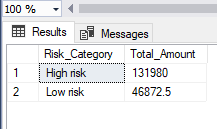 100 %
Results Messages
Risk_Category Total_Amount
1 High risk 131980
2 Low risk 46872.5